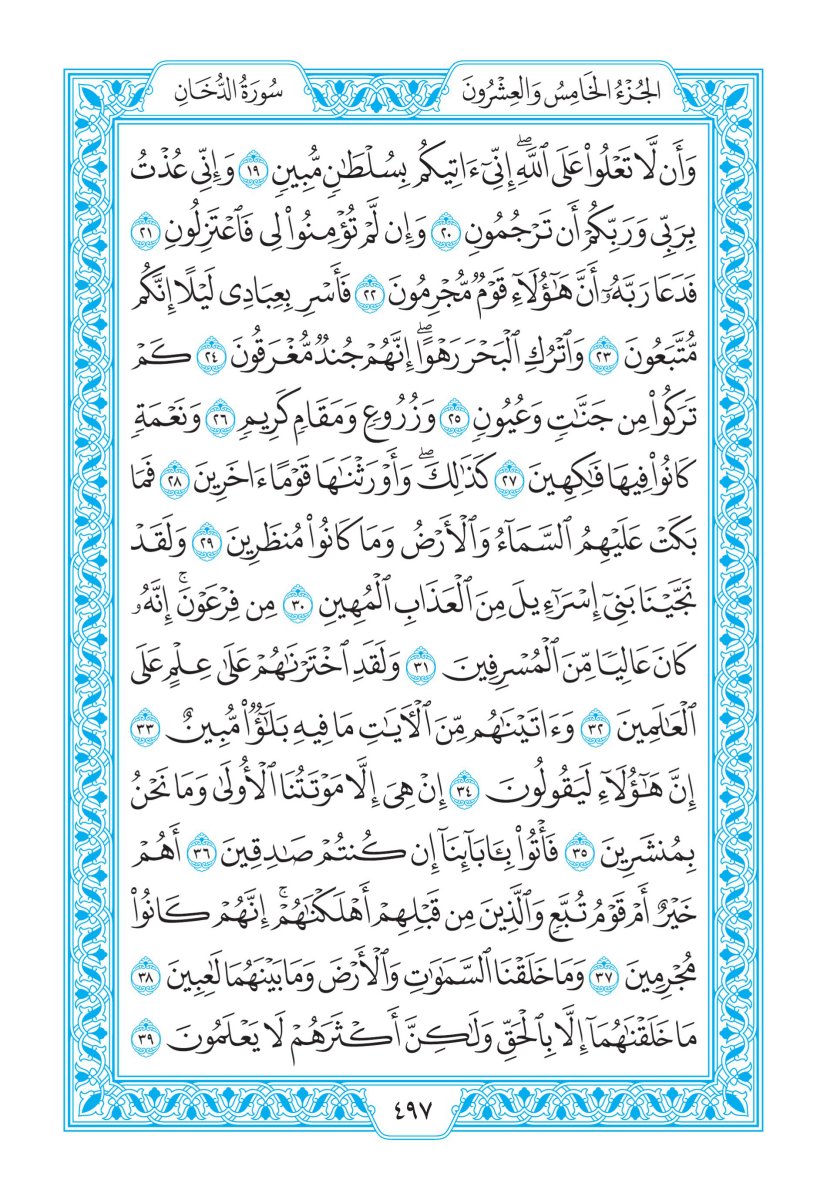 الجُزْءُ الخَامِسُ وَالعِشْرُونَ
سُورَةُ الدُّخَانِ
وَأَن لَّا تَعْلُوا۟ عَلَى ٱللَّهِۖ إِنِّىٓ ءَاتِيكُم بِسُلْطَٰنٖ مُّبِينٖ ١٩ وَإِنِّى عُذْتُ
بِرَبِّى وَرَبِّكُمْ أَن تَرْجُمُونِ ٢٠ وَإِن لَّمْ تُؤْمِنُوا۟ لِى فَٱعْتَزِلُونِ ٢١
فَدَعَا رَبَّهُۥٓ أَنَّ هَٰٓؤُلَآءِ قَوْمٞ مُّجْرِمُونَ ٢٢ فَأَسْرِ بِعِبَادِى لَيْلًا إِنَّكُم
مُّتَّبَعُونَ ٢٣ وَٱتْرُكِ ٱلْبَحْرَ رَهْوًاۖ إِنَّهُمْ جُندٞ مُّغْرَقُونَ ٢٤ كَمْ
تَرَكُوا۟ مِن جَنَّٰتٖ وَعُيُونٖ ٢٥ وَزُرُوعٖ وَمَقَامٖ كَرِيمٖ ٢٦ وَنَعْمَةٖ
كَانُوا۟ فِيهَا فَٰكِهِينَ ٢٧ كَذَٰلِكَۖ وَأَوْرَثْنَٰهَا قَوْمًا ءَاخَرِينَ ٢٨ فَمَا
بَكَتْ عَلَيْهِمُ ٱلسَّمَآءُ وَٱلْأَرْضُ وَمَا كَانُوا۟ مُنظَرِينَ ٢٩ وَلَقَدْ
نَجَّيْنَا بَنِىٓ إِسْرَٰٓءِيلَ مِنَ ٱلْعَذَابِ ٱلْمُهِينِ ٣٠ مِن فِرْعَوْنَۚ إِنَّهُۥ
كَانَ عَالِيٗا مِّنَ ٱلْمُسْرِفِينَ ٣١ وَلَقَدِ ٱخْتَرْنَٰهُمْ عَلَىٰ عِلْمٍ عَلَى
ٱلْعَٰلَمِينَ ٣٢ وَءَاتَيْنَٰهُم مِّنَ ٱلْءَايَٰتِ مَا فِيهِ بَلَٰٓؤٞا۟ مُّبِينٌ ٣٣
إِنَّ هَٰٓؤُلَآءِ لَيَقُولُونَ ٣٤ إِنْ هِىَ إِلَّا مَوْتَتُنَا ٱلْأُولَىٰ وَمَا نَحْنُ
بِمُنشَرِينَ ٣٥ فَأْتُوا۟ بِـَٔابَآئِنَآ إِن كُنتُمْ صَٰدِقِينَ ٣٦ أَهُمْ
خَيْرٌ أَمْ قَوْمُ تُبَّعٖ وَٱلَّذِينَ مِن قَبْلِهِمْ أَهْلَكْنَٰهُمْۚ إِنَّهُمْ كَانُوا۟
مُجْرِمِينَ ٣٧ وَمَا خَلَقْنَا ٱلسَّمَٰوَٰتِ وَٱلْأَرْضَ وَمَا بَيْنَهُمَا لَٰعِبِينَ ٣٨
مَا خَلَقْنَٰهُمَآ إِلَّا بِٱلْحَقِّ وَلَٰكِنَّ أَكْثَرَهُمْ لَا يَعْلَمُونَ ٣٩
٤٩٧